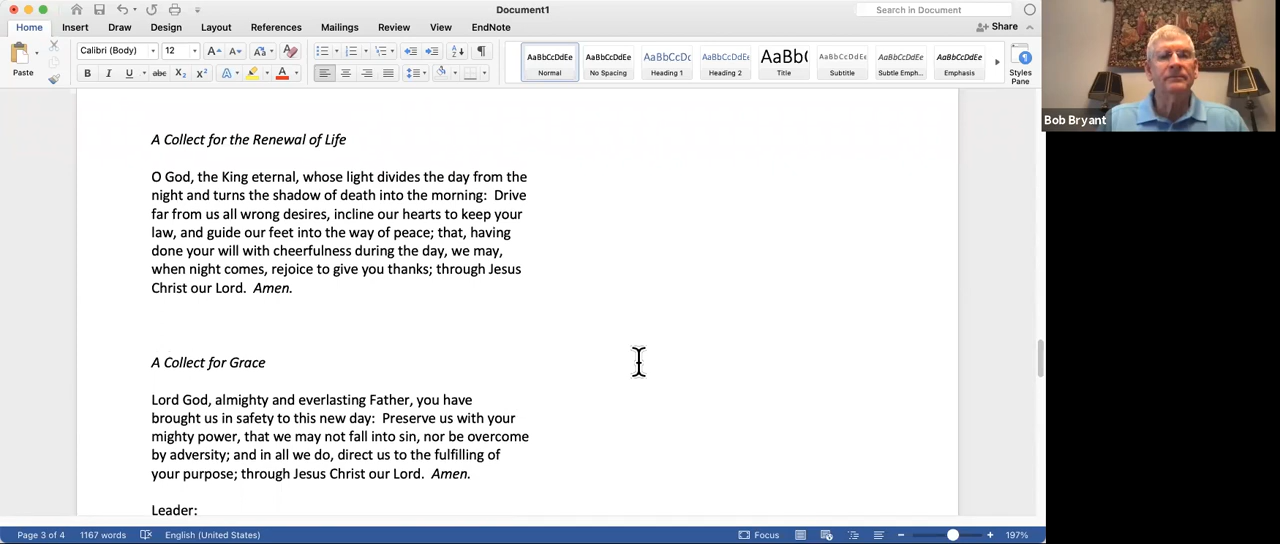 Document1
Search in Document
Home Insert Draw Design Layout References Mailings Review View EndNote
Share
Paste
Calibri (Body) 12
B I U abc X₂ X²
AaBbCcDdEe AaBbCcDdEe AaBbCcDc AaBbCcDdEe AaBb( AaBbCcDdEe AaBbCcDdEe AaBbCcDdEe
Normal No Spacing Heading 1 Heading 2 Title Subtitle Subtle Emph... Emphasis
Styles
Pane
Bob Bryant
A Collect for the Renewal of Life
O God, the King eternal, whose light divides the day from the
night and turns the shadow of death into the morning: Drive
far from us all wrong desires, incline our hearts to keep your
law, and guide our feet into the way of peace; that, having
done your will with cheerfulness during the day, we may,
when night comes, rejoice to give you thanks; through Jesus
Christ our Lord. Amen.
A Collect for Grace
Lord God, almighty and everlasting Father, you have
brought us in safety to this new day: Preserve us with your
mighty power, that we may not fall into sin, nor be overcome
by adversity; and in all we do, direct us to the fulfilling of
your purpose; through Jesus Christ our Lord. Amen.
Leader:
Page 3 of 4 1167 words English (United States) Focus 197%